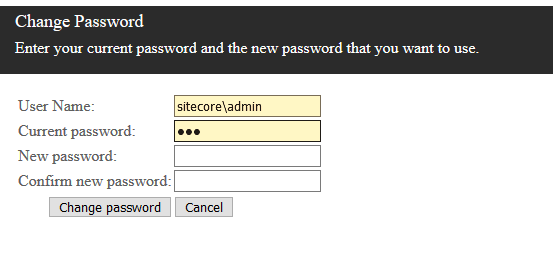 Change Password
Enter your current password and the new password that you want to use.
User Name: sitecore\admin
Current password: ●●●
New password:
Confirm new password:
Change password Cancel